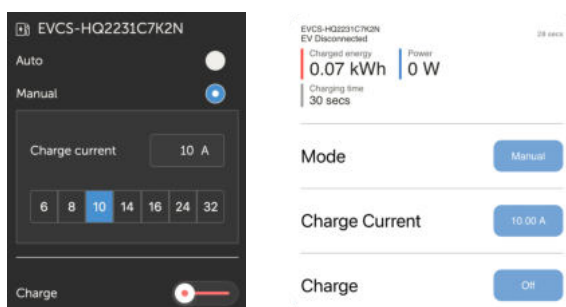 EVCS-HQ2231C7K2N
Auto
Manual
Charge current
10 A
6 8 10 14 16 24 32
Charge
EVCS-HQ2231C7K2N
EV Disconnected
28 secs
Charged energy
0.07 kWh
Power
0 W
Charging time
30 secs
Mode
Manual
Charge Current
10.00 A
Charge
Off